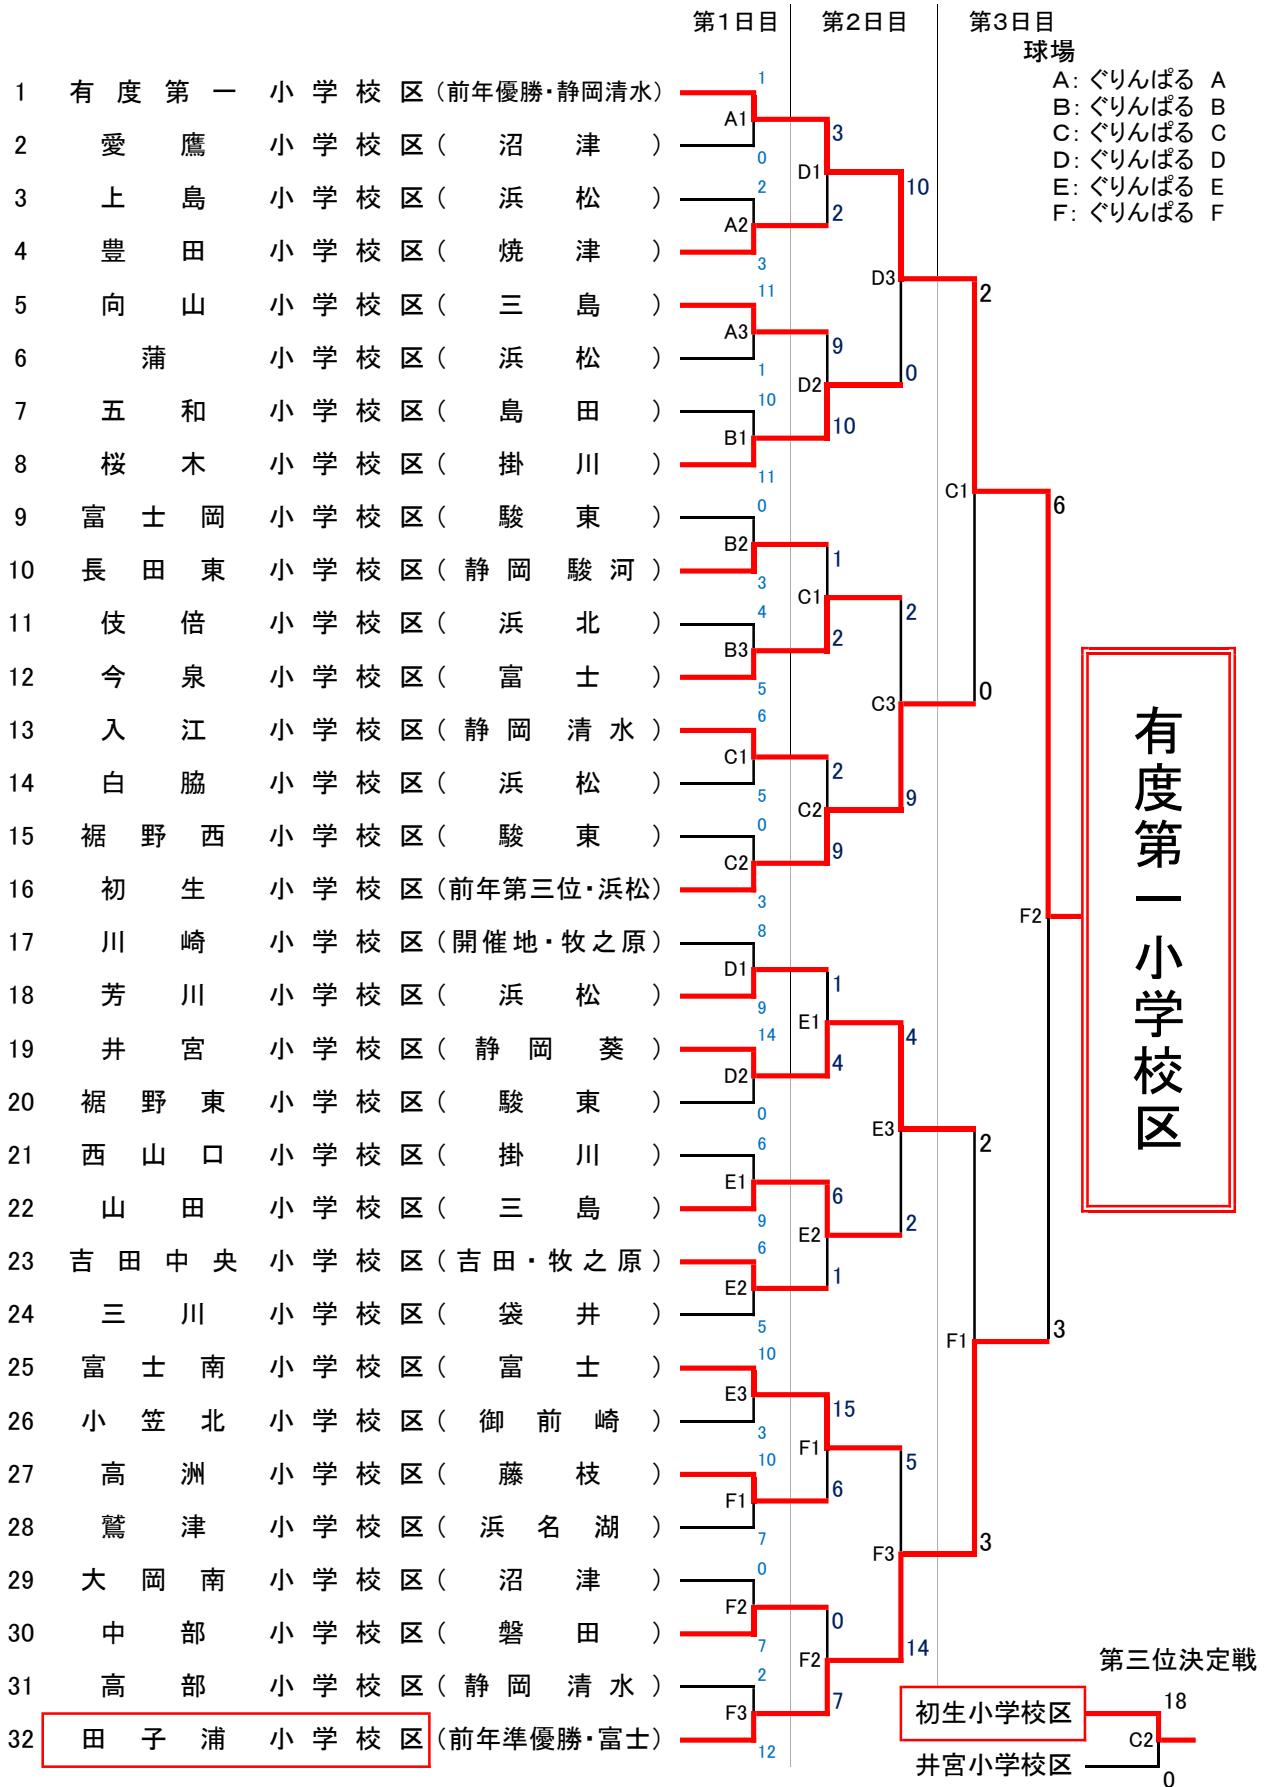 第1日目 第2日目 第3日目
球場
A: ぐりんぱる A
B: ぐりんぱる B
C: ぐりんぱる C
D: ぐりんぱる D
E: ぐりんぱる E
F: ぐりんぱる F
1 有度第一 小学校区 (前年優勝・静岡清水) 1
A1 3
2 愛鷹 小学校区 ( 沼津 ) 0
D1 10
3 上島 小学校区 ( 浜松 ) 2
A2 2
4 豊田 小学校区 ( 焼津 ) 3
D3 2
5 向山 小学校区 ( 三島 ) 11
A3 9
6 蒲 小学校区 ( 浜松 ) 1
D2 0
7 五和 小学校区 ( 島田 ) 10
B1 10
8 桜木 小学校区 ( 掛川 ) 11
C1 6
9 富士岡 小学校区 ( 駿東 ) 0
B2 1
10 長田東 小学校区 ( 静岡駿河 ) 3
C1 2
11 伎倍 小学校区 ( 浜北 ) 4
B3 2
12 今泉 小学校区 ( 富士 ) 5
C3 0
13 入江 小学校区 ( 静岡清水 ) 6
C1 2
14 白脇 小学校区 ( 浜松 ) 5
C2 9
15 裾野西 小学校区 ( 駿東 ) 0
C2 9
16 初生 小学校区 (前年第三位・浜松) 3
F2
有度第一小学校区
17 川崎 小学校区 (開催地・牧之原) 8
D1 1
18 芳川 小学校区 ( 浜松 ) 9
E1 4
19 井宮 小学校区 ( 静岡葵 ) 14
D2 4
20 裾野東 小学校区 ( 駿東 ) 0
E3 2
21 西山口 小学校区 ( 掛川 ) 6
E1 6
22 山田 小学校区 ( 三島 ) 9
E2 2
23 吉田中央 小学校区 (吉田・牧之原) 6
E2 1
24 三川 小学校区 ( 袋井 ) 5
F1 3
25 富士南 小学校区 ( 富士 ) 10
E3 15
26 小笠北 小学校区 ( 御前崎 ) 3
F1 5
27 高洲 小学校区 ( 藤枝 ) 10
F1 6
28 鷲津 小学校区 ( 浜名湖 ) 7
F3 3
29 大岡南 小学校区 ( 沼津 ) 0
F2 0
30 中部 小学校区 ( 磐田 ) 7
F2 14
31 高部 小学校区 ( 静岡清水 ) 2
F3 7
32 田子浦 小学校区 (前年準優勝・富士) 12
第三位決定戦
初生小学校区 18
C2
井宮小学校区 0